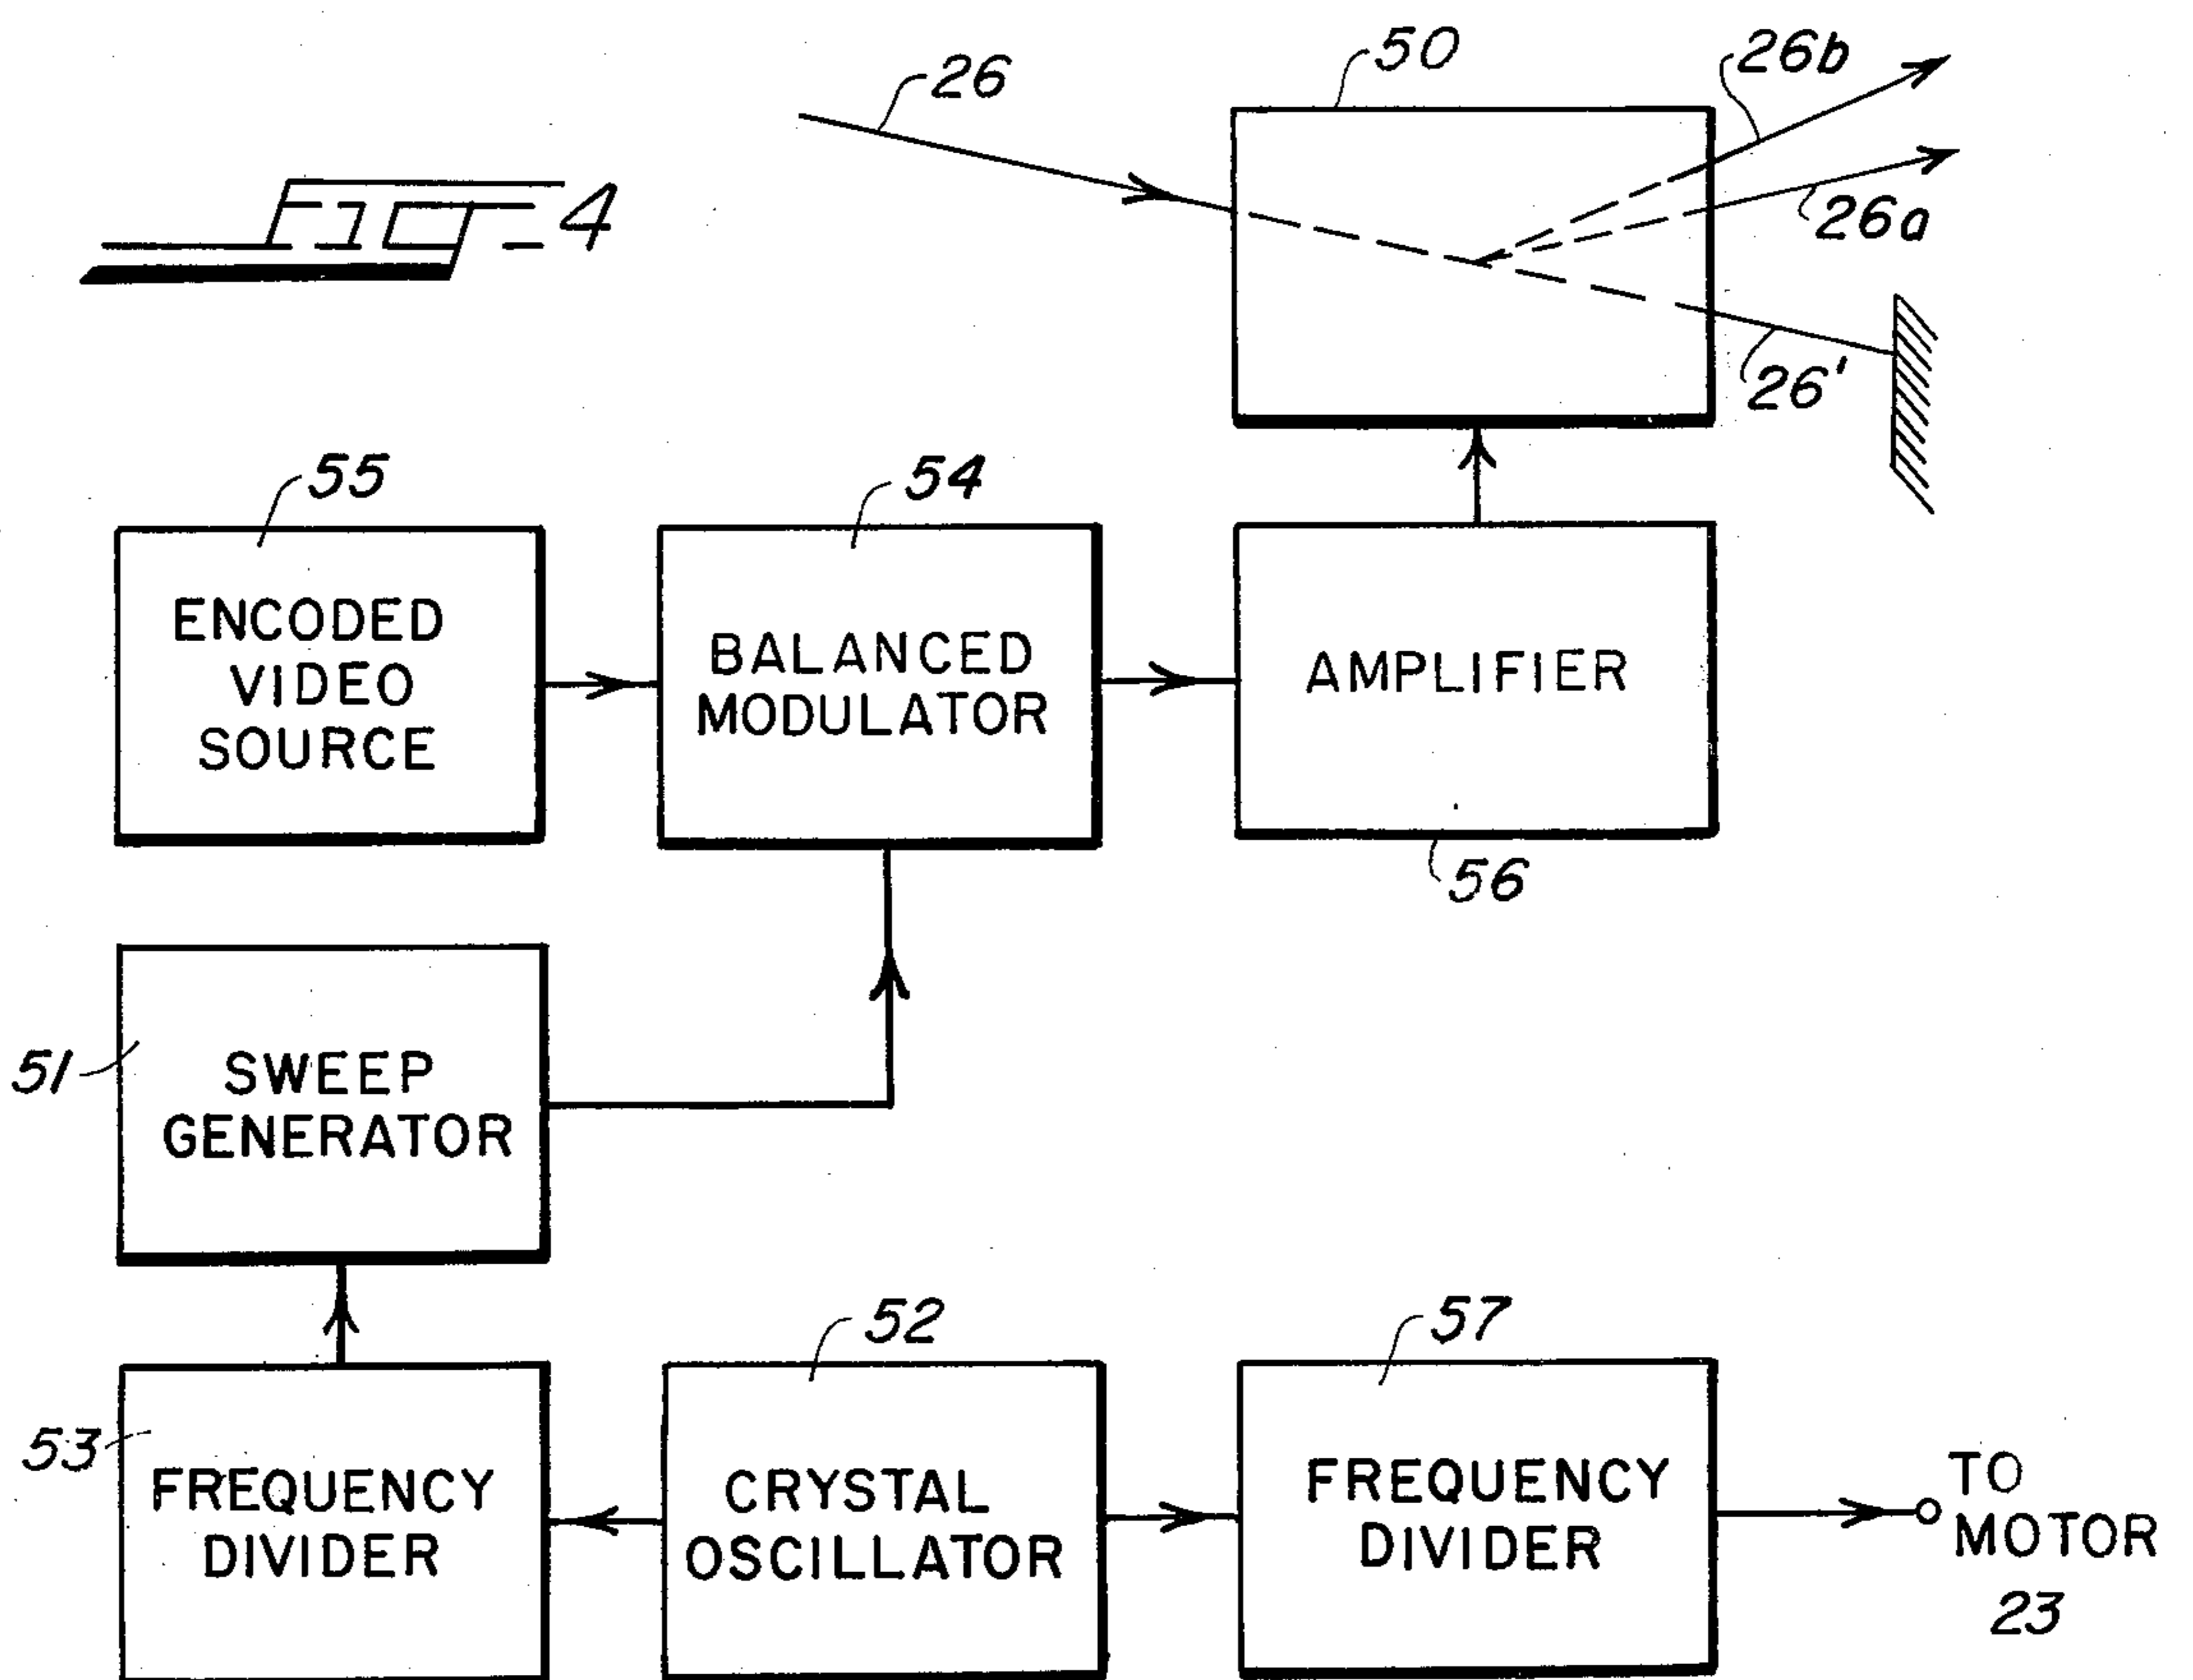 FIG-4
26
50
26b
26a
26'
55
54
ENCODED
VIDEO
SOURCE
BALANCED
MODULATOR
AMPLIFIER
56
51
SWEEP
GENERATOR
53
52
57
FREQUENCY
DIVIDER
CRYSTAL
OSCILLATOR
FREQUENCY
DIVIDER
TO
MOTOR
23